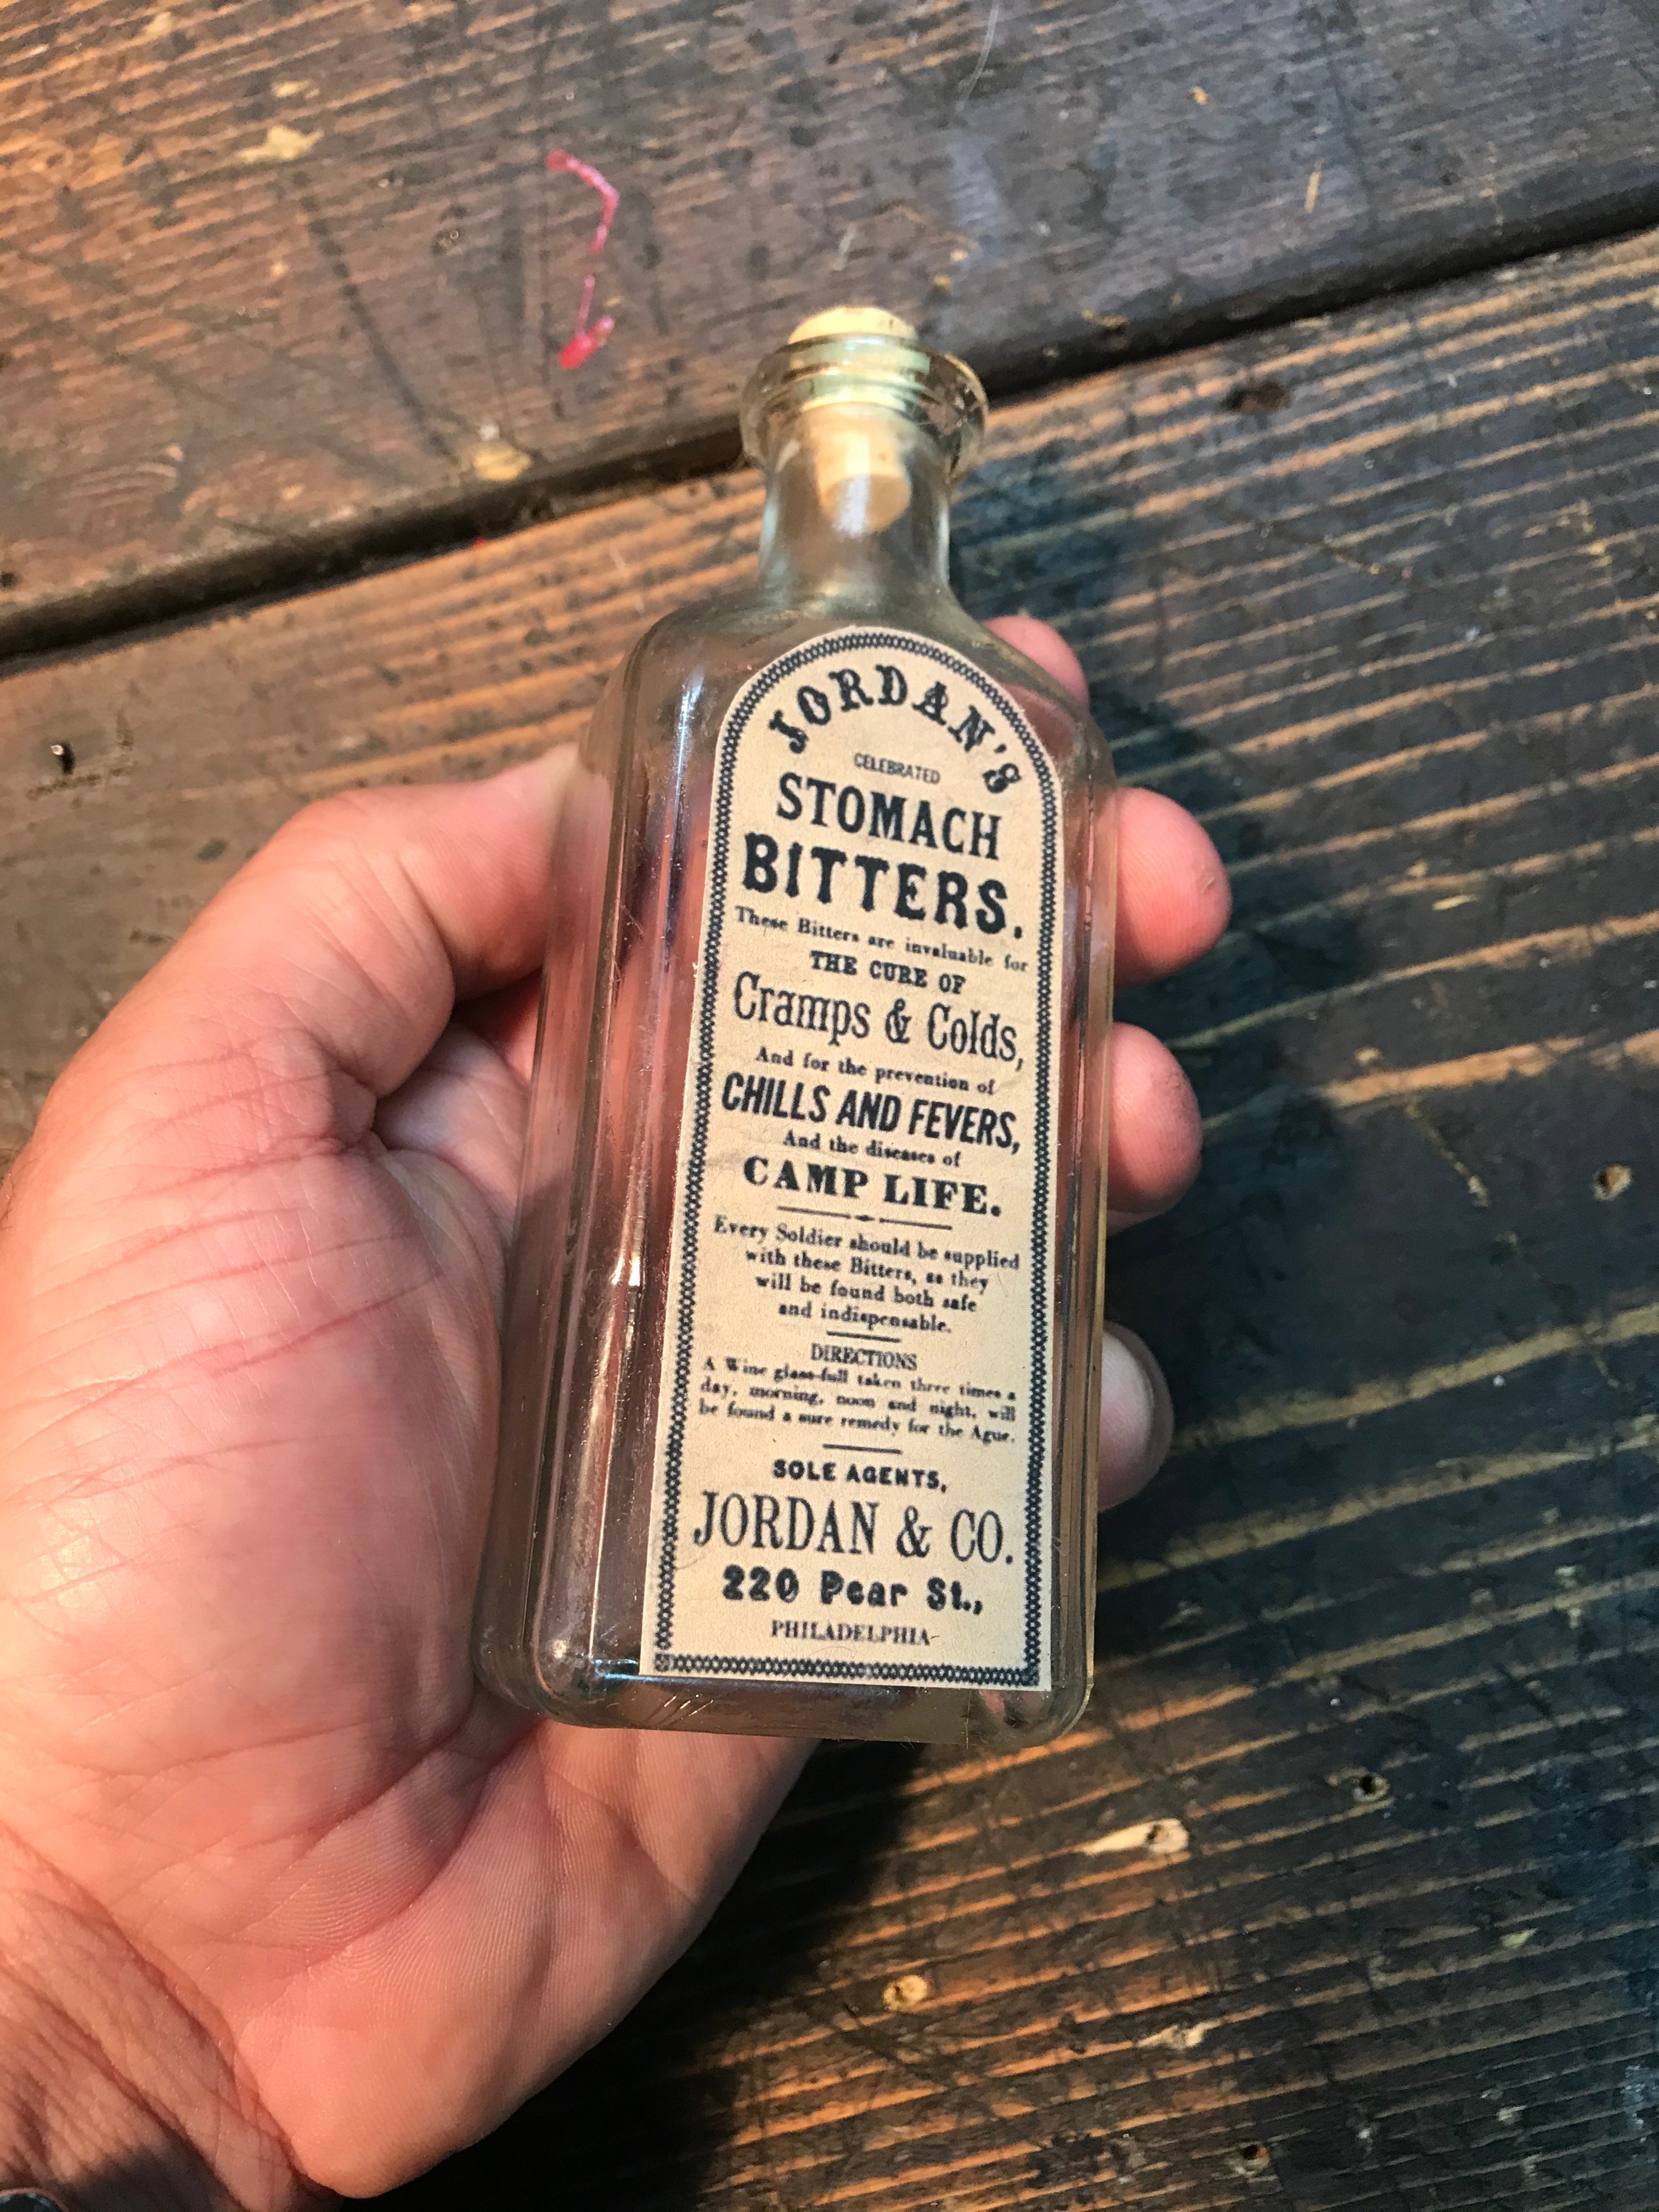 JORDAN'S
CELEBRATED
STOMACH
BITTERS.
These Bitters are invaluable for
THE CURE OF
Cramps & Colds,
And for the prevention of
CHILLS AND FEVERS,
And the diseases of
CAMP LIFE.
Every Soldier should be supplied
with these Bitters, as they
will be found both safe
and indispensable.
DIRECTIONS
A Wine glass-full taken three times a
day, morning, noon and night, will
be found a sure remedy for the Ague.
SOLE AGENTS,
JORDAN & CO.
220 Pear St.,
PHILADELPHIA